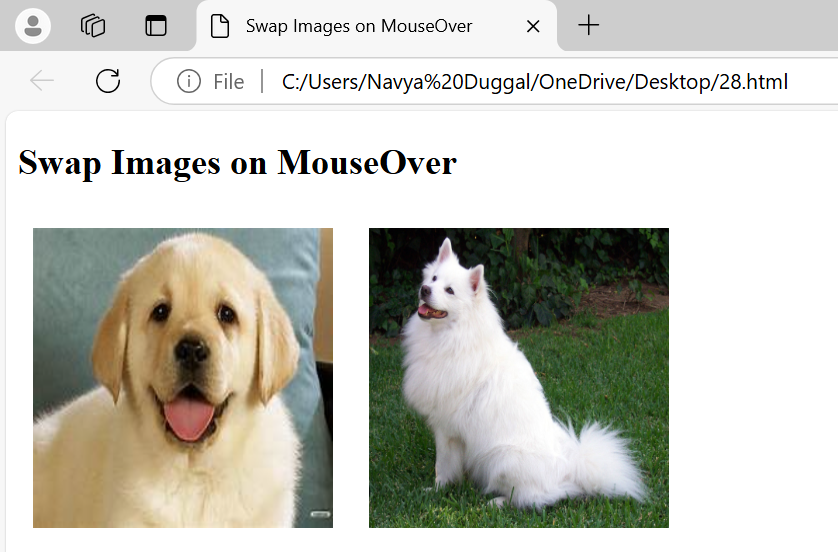 Swap Images on MouseOver
File C:/Users/Navya%20Duggal/OneDrive/Desktop/28.html
Swap Images on MouseOver